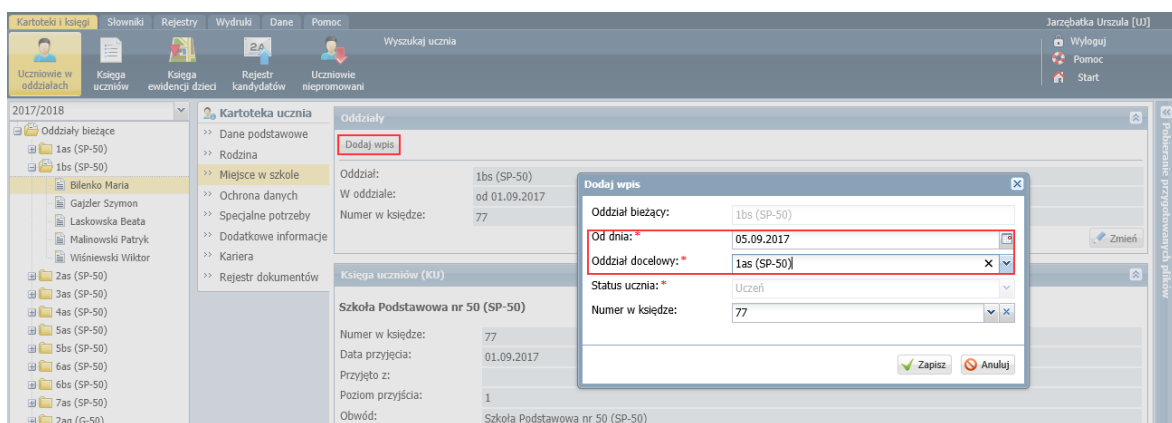 Kartoteki i księgi Słowniki Rejestry Wydruki Dane Pomoc Jarzębatka Urszula [UJ]
Uczniowie w oddziałach
Księga uczniów
Księga ewidencji dzieci
Rejestr kandydatów
Uczniowie niepromowani
Wyszukaj ucznia
Wyloguj
Pomoc
Start
2017/2018
Oddziały bieżące
1as (SP-50)
1bs (SP-50)
Bilenko Maria
Gajzler Szymon
Laskowska Beata
Malinowski Patryk
Wiśniewski Wiktor
2as (SP-50)
3as (SP-50)
4as (SP-50)
5as (SP-50)
5bs (SP-50)
6as (SP-50)
6bs (SP-50)
7as (SP-50)
2ag (G-50)
Kartoteka ucznia
Dane podstawowe
Rodzina
Miejsce w szkole
Ochrona danych
Specjalne potrzeby
Dodatkowe informacje
Kariera
Rejestr dokumentów
Oddziały
Dodaj wpis
Oddział: 1bs (SP-50)
W oddziale: od 01.09.2017
Numer w księdze: 77
Zmień
Księga uczniów (KU)
Szkoła Podstawowa nr 50 (SP-50)
Numer w księdze: 77
Data przyjęcia: 01.09.2017
Przyjęto z:
Poziom przyjścia: 1
Obwód: Szkoła Podstawowa nr 50 (SP-50)
Dodaj wpis
Oddział bieżący: 1bs (SP-50)
Od dnia: * 05.09.2017
Oddział docelowy: * 1as (SP-50)
Status ucznia: * Uczeń
Numer w księdze: 77
Zapisz Anuluj
Pobieranie przygotowanych plików